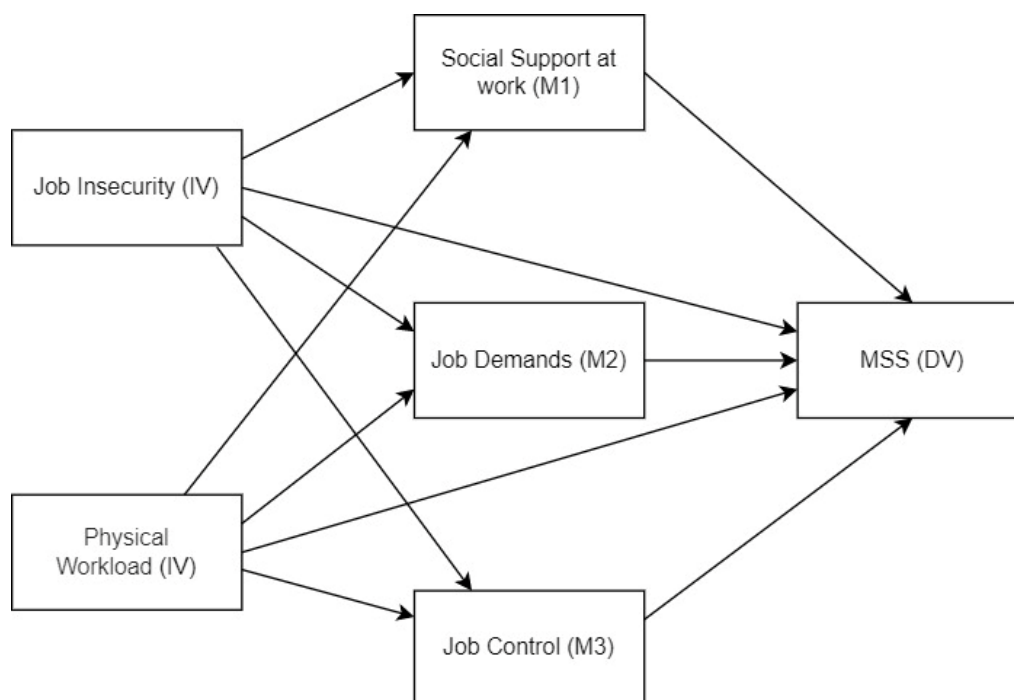 Social Support at
work (M1)
Job Insecurity (IV)
Job Demands (M2)
MSS (DV)
Physical
Workload (IV)
Job Control (M3)